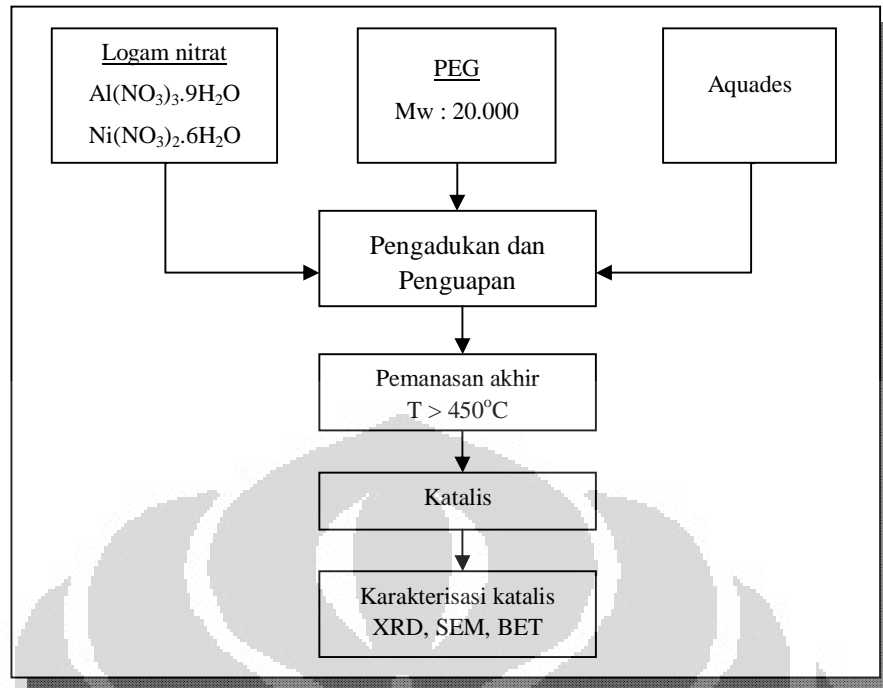 Logam nitrat
Al(NO₃)₃.9H₂O
Ni(NO₃)₂.6H₂O
PEG
Mw : 20.000
Aquades
Pengadukan dan
Penguapan
Pemanasan akhir
T > 450°C
Katalis
Karakterisasi katalis
XRD, SEM, BET